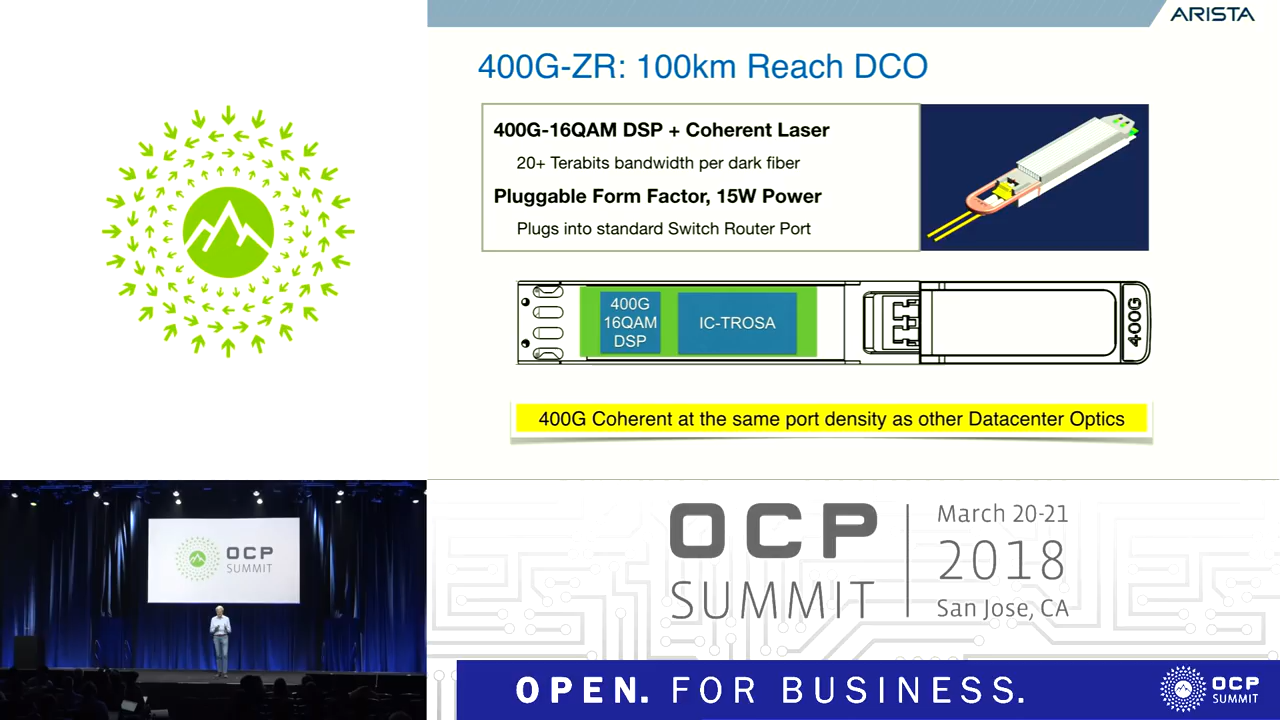 ARISTA
400G-ZR: 100km Reach DCO
400G-16QAM DSP + Coherent Laser
20+ Terabits bandwidth per dark fiber
Pluggable Form Factor, 15W Power
Plugs into standard Switch Router Port
400G
16QAM
DSP
IC-TROSA
400G
400G Coherent at the same port density as other Datacenter Optics
OCP
SUMMIT
OCP
SUMMIT
March 20-21
2018
San Jose, CA
OPEN. FOR BUSINESS.
OCP
SUMMIT